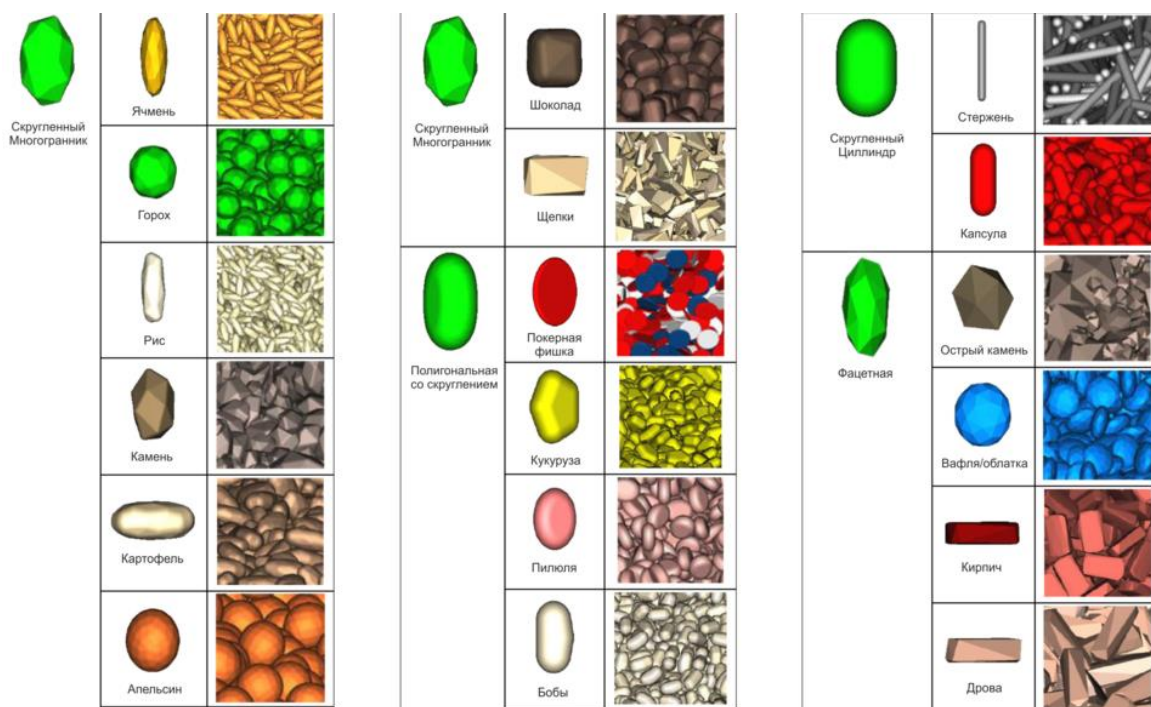 Скругленный
Многогранник
Ячмень
Горох
Рис
Камень
Картофель
Апельсин
Скругленный
Многогранник
Шоколад
Щепки
Полигональная
со скруглением
Покерная
фишка
Кукуруза
Пилюля
Бобы
Скругленный
Циллиндр
Стержень
Капсула
Фацетная
Острый камень
Вафля/облатка
Кирпич
Дрова